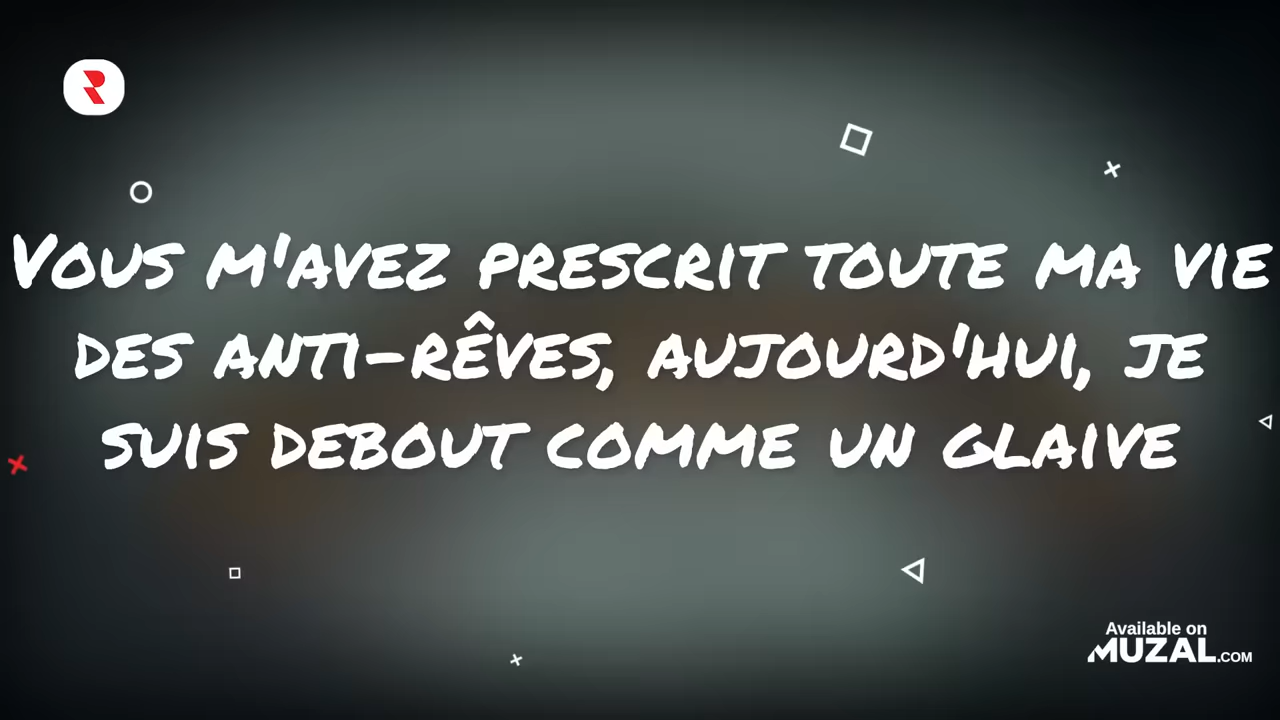 R
Vous m'avez prescrit toute ma vie
des anti-rêves, aujourd'hui, je
suis debout comme un glaive
Available on
MUZAL.COM